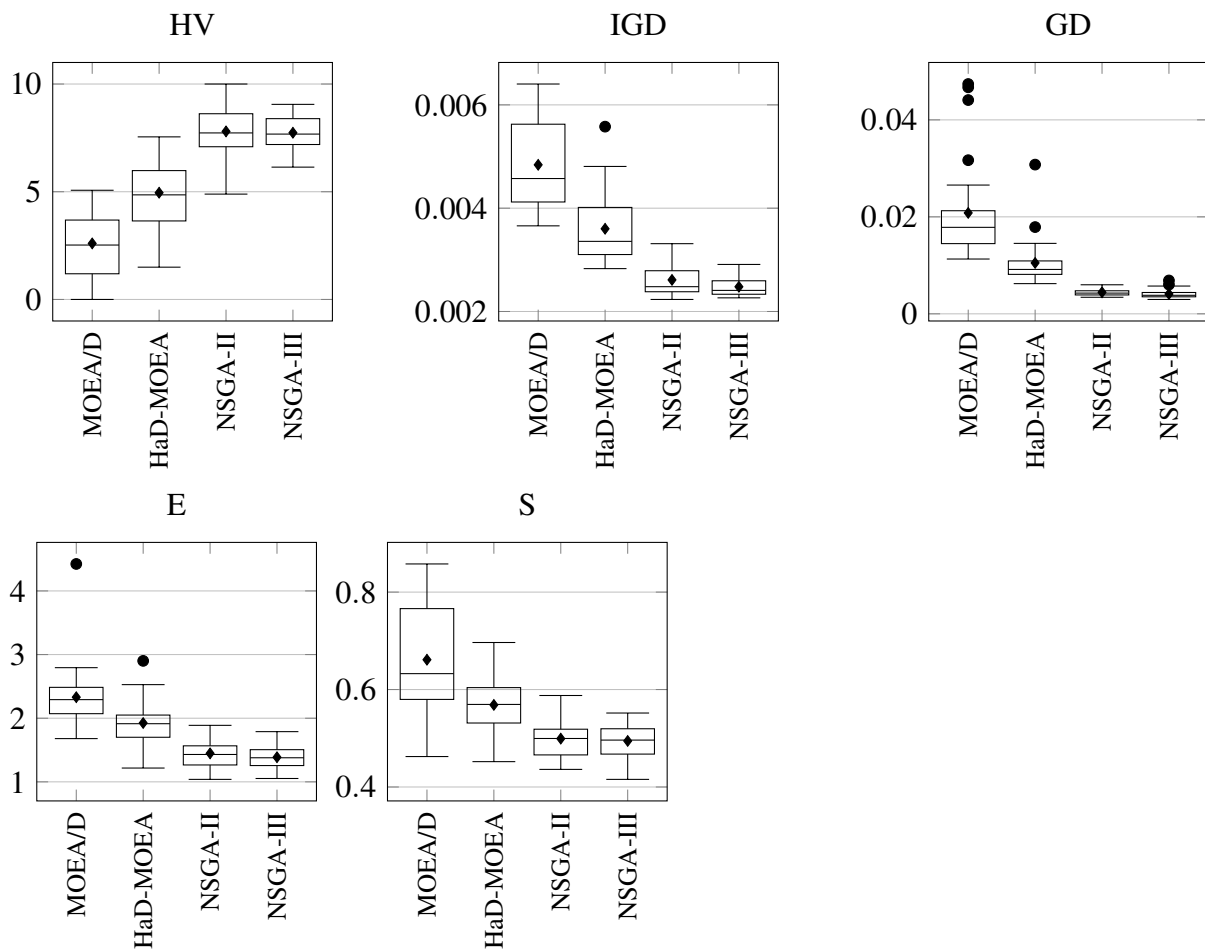 HV
10
5
0
MOEA/D
HaD-MOEA
NSGA-II
NSGA-III
IGD
0.006
0.004
0.002
MOEA/D
HaD-MOEA
NSGA-II
NSGA-III
GD
0.04
0.02
0
MOEA/D
HaD-MOEA
NSGA-II
NSGA-III
E
4
3
2
1
MOEA/D
HaD-MOEA
NSGA-II
NSGA-III
S
0.8
0.6
0.4
MOEA/D
HaD-MOEA
NSGA-II
NSGA-III